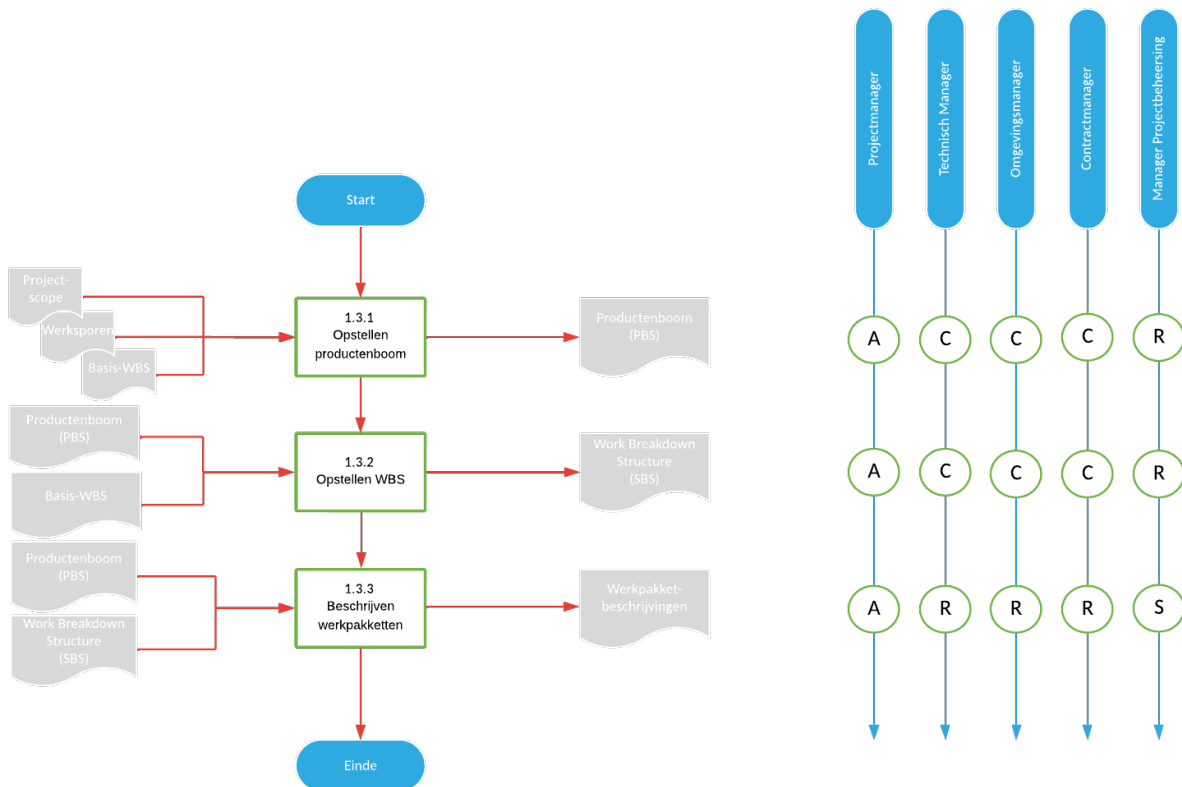 Start
Project-
scope
Werksporen
Basis-WBS
1.3.1
Opstellen
productenboom
Productenboom
(PBS)
Productenboom
(PBS)
Basis-WBS
1.3.2
Opstellen WBS
Work Breakdown
Structure
(SBS)
Productenboom
(PBS)
Work Breakdown
Structure
(SBS)
1.3.3
Beschrijven
werkpakketten
Werkpakket-
beschrijvingen
Einde
Projectmanager
Technisch Manager
Omgevingsmanager
Contractmanager
Manager Projectbeheersing
A C C C R
A C C C R
A R R R S